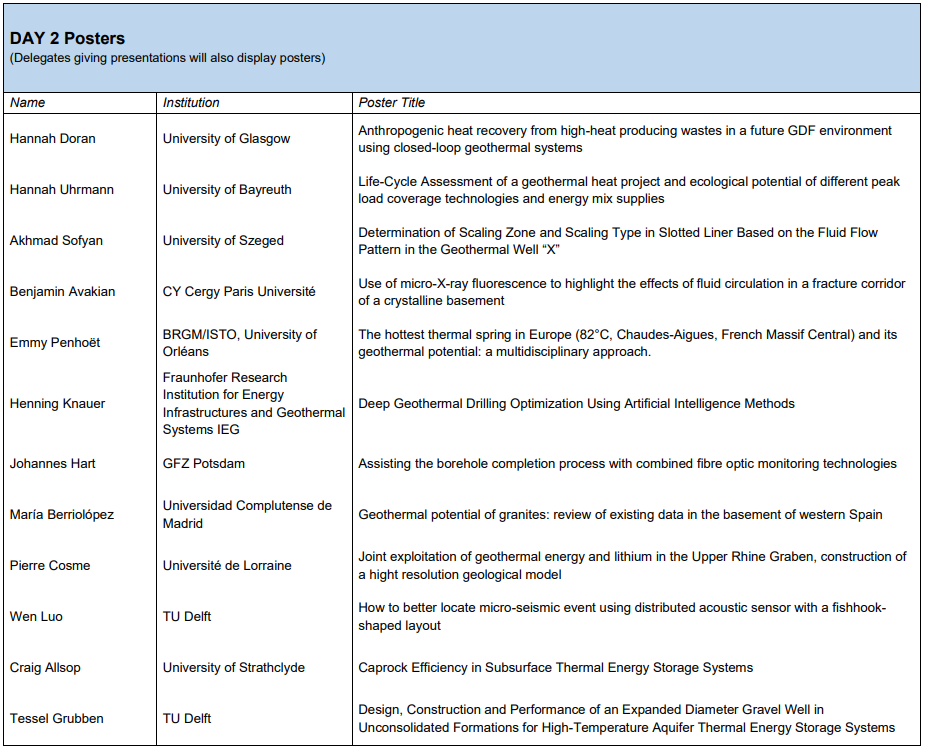 DAY 2 Posters
(Delegates giving presentations will also display posters)
Name Institution Poster Title
Hannah Doran University of Glasgow Anthropogenic heat recovery from high-heat producing wastes in a future GDF environment
using closed-loop geothermal systems
Hannah Uhrmann University of Bayreuth Life-Cycle Assessment of a geothermal heat project and ecological potential of different peak
load coverage technologies and energy mix supplies
Akhmad Sofyan University of Szeged Determination of Scaling Zone and Scaling Type in Slotted Liner Based on the Fluid Flow
Pattern in the Geothermal Well “X”
Benjamin Avakian CY Cergy Paris Université Use of micro-X-ray fluorescence to highlight the effects of fluid circulation in a fracture corridor
of a crystalline basement
Emmy Penhoët BRGM/ISTO, University of
Orléans
The hottest thermal spring in Europe (82°C, Chaudes-Aigues, French Massif Central) and its
geothermal potential: a multidisciplinary approach.
Henning Knauer Fraunhofer Research
Institution for Energy
Infrastructures and Geothermal
Systems IEG
Deep Geothermal Drilling Optimization Using Artificial Intelligence Methods
Johannes Hart GFZ Potsdam Assisting the borehole completion process with combined fibre optic monitoring technologies
María Berriolópez Universidad Complutense de
Madrid
Geothermal potential of granites: review of existing data in the basement of western Spain
Pierre Cosme Université de Lorraine Joint exploitation of geothermal energy and lithium in the Upper Rhine Graben, construction of
a hight resolution geological model
Wen Luo TU Delft How to better locate micro-seismic event using distributed acoustic sensor with a fishhook-
shaped layout
Craig Allsop University of Strathclyde Caprock Efficiency in Subsurface Thermal Energy Storage Systems
Tessel Grubben TU Delft Design, Construction and Performance of an Expanded Diameter Gravel Well in
Unconsolidated Formations for High-Temperature Aquifer Thermal Energy Storage Systems